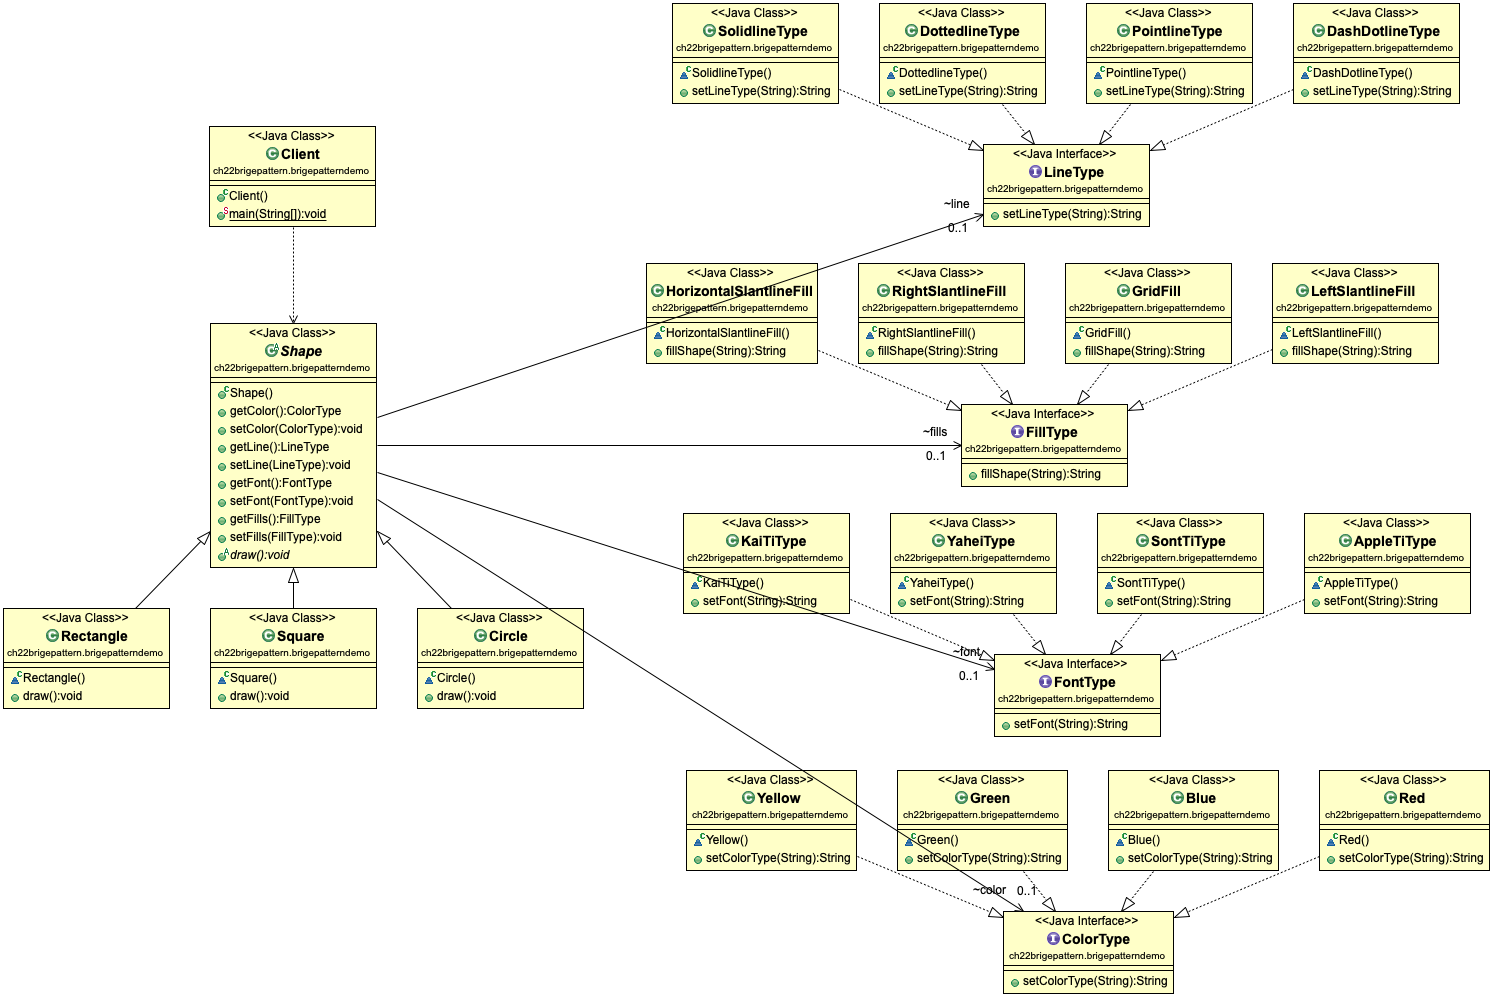 <<Java Class>>
SolidlineType
ch22brigepattern.brigepatterndemo
SolidlineType()
setLineType(String):String
<<Java Class>>
DottedlineType
ch22brigepattern.brigepatterndemo
DottedlineType()
setLineType(String):String
<<Java Class>>
PointlineType
ch22brigepattern.brigepatterndemo
PointlineType()
setLineType(String):String
<<Java Class>>
DashDotlineType
ch22brigepattern.brigepatterndemo
DashDotlineType()
setLineType(String):String
<<Java Class>>
Client
ch22brigepattern.brigepatterndemo
Client()
main(String[]):void
<<Java Interface>>
LineType
ch22brigepattern.brigepatterndemo
setLineType(String):String
~line
0..1
<<Java Class>>
HorizontalSlantlineFill
ch22brigepattern.brigepatterndemo
HorizontalSlantlineFill()
fillShape(String):String
<<Java Class>>
RightSlantlineFill
ch22brigepattern.brigepatterndemo
RightSlantlineFill()
fillShape(String):String
<<Java Class>>
GridFill
ch22brigepattern.brigepatterndemo
GridFill()
fillShape(String):String
<<Java Class>>
LeftSlantlineFill
ch22brigepattern.brigepatterndemo
LeftSlantlineFill()
fillShape(String):String
<<Java Class>>
Shape
ch22brigepattern.brigepatterndemo
Shape()
getColor():ColorType
setColor(ColorType):void
getLine():LineType
setLine(LineType):void
getFont():FontType
setFont(FontType):void
getFills():FillType
setFills(FillType):void
draw():void
~fills
0..1
<<Java Interface>>
FillType
ch22brigepattern.brigepatterndemo
fillShape(String):String
<<Java Class>>
KaiTiType
ch22brigepattern.brigepatterndemo
KaiTiType()
setFont(String):String
<<Java Class>>
YaheiType
ch22brigepattern.brigepatterndemo
YaheiType()
setFont(String):String
<<Java Class>>
SontTiType
ch22brigepattern.brigepatterndemo
SontTiType()
setFont(String):String
<<Java Class>>
AppleTiType
ch22brigepattern.brigepatterndemo
AppleTiType()
setFont(String):String
<<Java Class>>
Rectangle
ch22brigepattern.brigepatterndemo
Rectangle()
draw():void
<<Java Class>>
Square
ch22brigepattern.brigepatterndemo
Square()
draw():void
<<Java Class>>
Circle
ch22brigepattern.brigepatterndemo
Circle()
draw():void
~font
0..1
<<Java Interface>>
FontType
ch22brigepattern.brigepatterndemo
setFont(String):String
<<Java Class>>
Yellow
ch22brigepattern.brigepatterndemo
Yellow()
setColorType(String):String
<<Java Class>>
Green
ch22brigepattern.brigepatterndemo
Green()
setColorType(String):String
<<Java Class>>
Blue
ch22brigepattern.brigepatterndemo
Blue()
setColorType(String):String
<<Java Class>>
Red
ch22brigepattern.brigepatterndemo
Red()
setColorType(String):String
~color
0..1
<<Java Interface>>
ColorType
ch22brigepattern.brigepatterndemo
setColorType(String):String